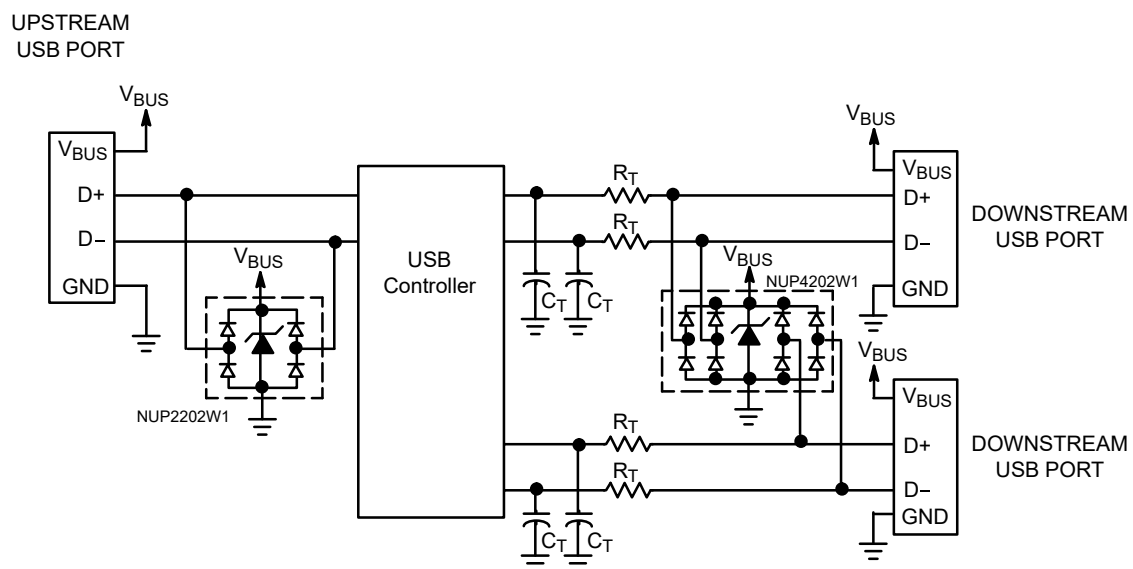 UPSTREAM
USB PORT
VBUS
VBUS
D+
D−
GND
VBUS
NUP2202W1
USB
Controller
RT
RT
CT
CT
VBUS
NUP4202W1
VBUS
VBUS
D+
D−
GND
DOWNSTREAM
USB PORT
RT
RT
CT
CT
VBUS
VBUS
D+
D−
GND
DOWNSTREAM
USB PORT